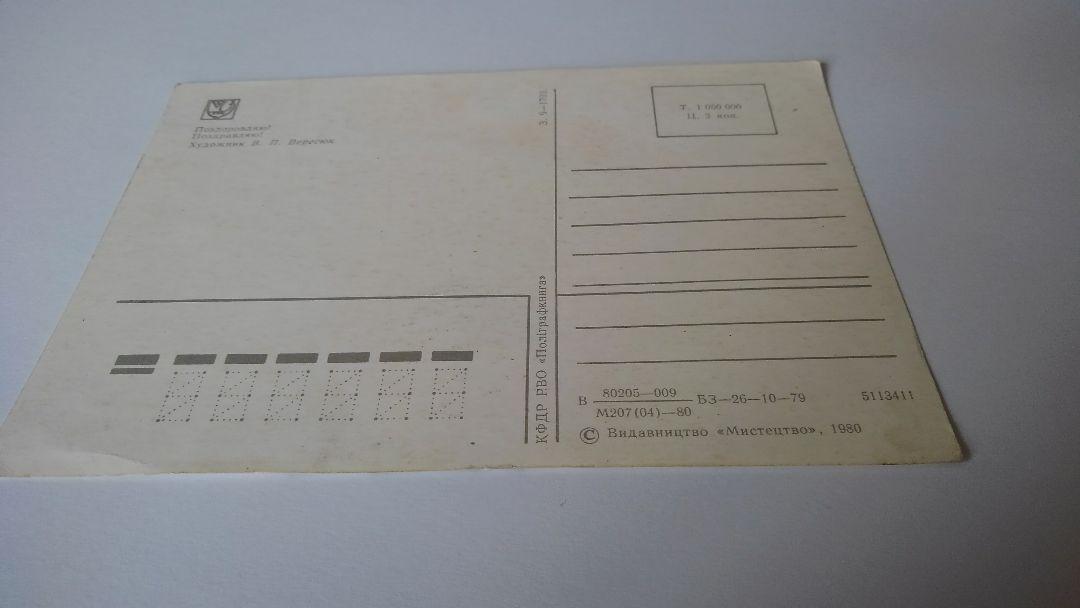 Поздоровляю!
Поздравляю!
Художник В. П. Вересюк
Т. 1 000 000
Ц. 3 коп.
КФДР РВО «Поліграфкнига»
В 80205—009
М207(04)—80
БЗ—26—10—79
5113411
© Видавництво «Мистецтво», 1980